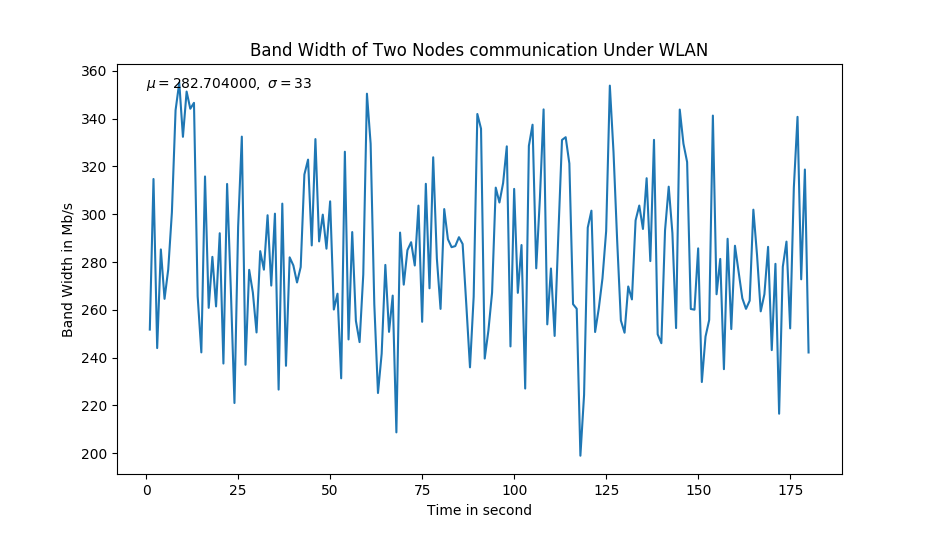 Band Width of Two Nodes communication Under WLAN
μ = 282.704000, σ = 33
Band Width in Mb/s
360
340
320
300
280
260
240
220
200
0 25 50 75 100 125 150 175
Time in second